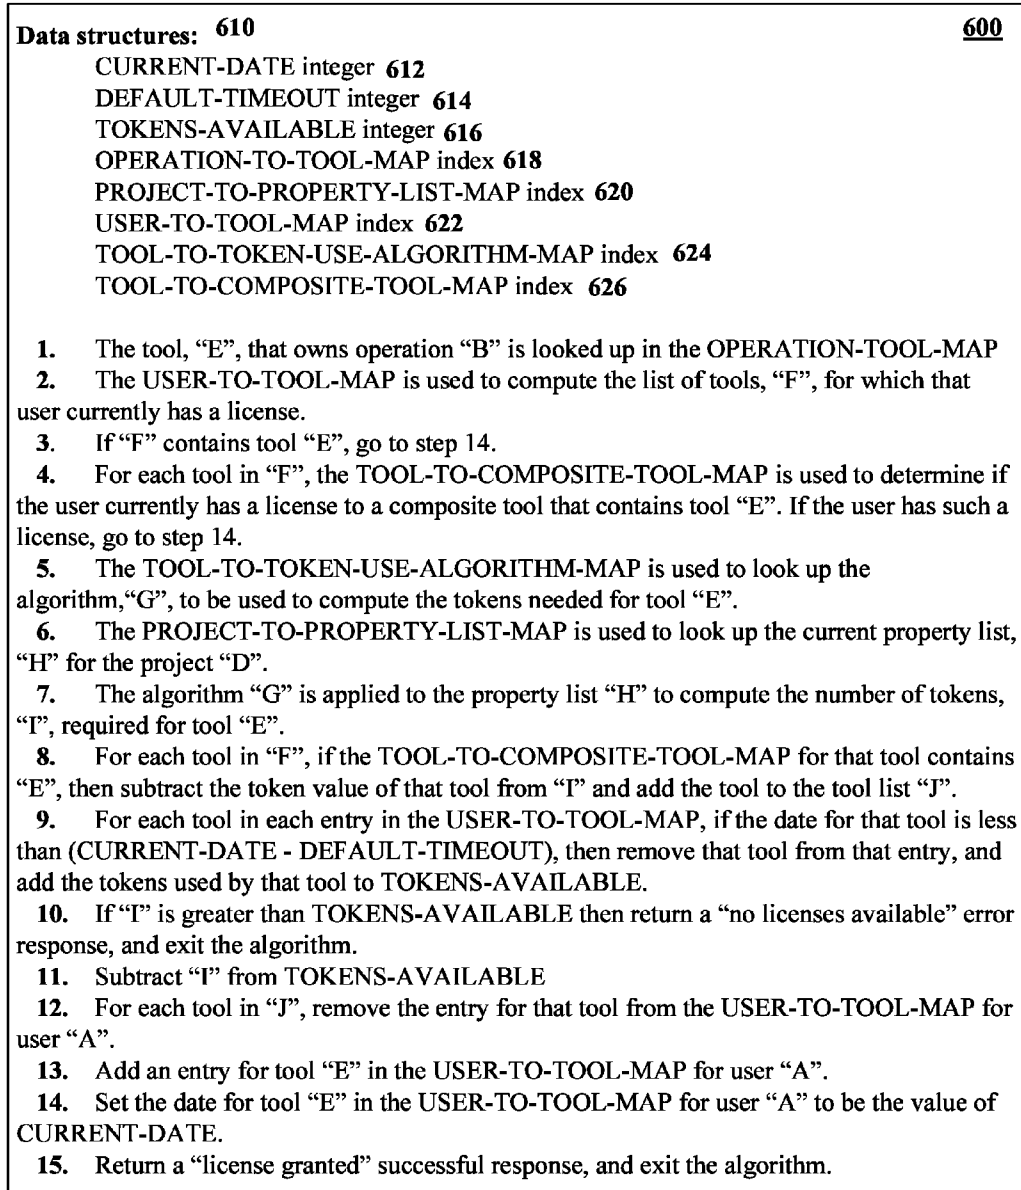 Data structures: 610 600
CURRENT-DATE integer 612
DEFAULT-TIMEOUT integer 614
TOKENS-AVAILABLE integer 616
OPERATION-TO-TOOL-MAP index 618
PROJECT-TO-PROPERTY-LIST-MAP index 620
USER-TO-TOOL-MAP index 622
TOOL-TO-TOKEN-USE-ALGORITHM-MAP index 624
TOOL-TO-COMPOSITE-TOOL-MAP index 626
1. The tool, “E”, that owns operation “B” is looked up in the OPERATION-TOOL-MAP
2. The USER-TO-TOOL-MAP is used to compute the list of tools, “F”, for which that
user currently has a license.
3. If “F” contains tool “E”, go to step 14.
4. For each tool in “F”, the TOOL-TO-COMPOSITE-TOOL-MAP is used to determine if
the user currently has a license to a composite tool that contains tool “E”. If the user has such a
license, go to step 14.
5. The TOOL-TO-TOKEN-USE-ALGORITHM-MAP is used to look up the
algorithm,“G”, to be used to compute the tokens needed for tool “E”.
6. The PROJECT-TO-PROPERTY-LIST-MAP is used to look up the current property list,
“H” for the project “D”.
7. The algorithm “G” is applied to the property list “H” to compute the number of tokens,
“I”, required for tool “E”.
8. For each tool in “F”, if the TOOL-TO-COMPOSITE-TOOL-MAP for that tool contains
“E”, then subtract the token value of that tool from “I” and add the tool to the tool list “J”.
9. For each tool in each entry in the USER-TO-TOOL-MAP, if the date for that tool is less
than (CURRENT-DATE - DEFAULT-TIMEOUT), then remove that tool from that entry, and
add the tokens used by that tool to TOKENS-AVAILABLE.
10. If “I” is greater than TOKENS-AVAILABLE then return a “no licenses available” error
response, and exit the algorithm.
11. Subtract “I” from TOKENS-AVAILABLE
12. For each tool in “J”, remove the entry for that tool from the USER-TO-TOOL-MAP for
user “A”.
13. Add an entry for tool “E” in the USER-TO-TOOL-MAP for user “A”.
14. Set the date for tool “E” in the USER-TO-TOOL-MAP for user “A” to be the value of
CURRENT-DATE.
15. Return a “license granted” successful response, and exit the algorithm.